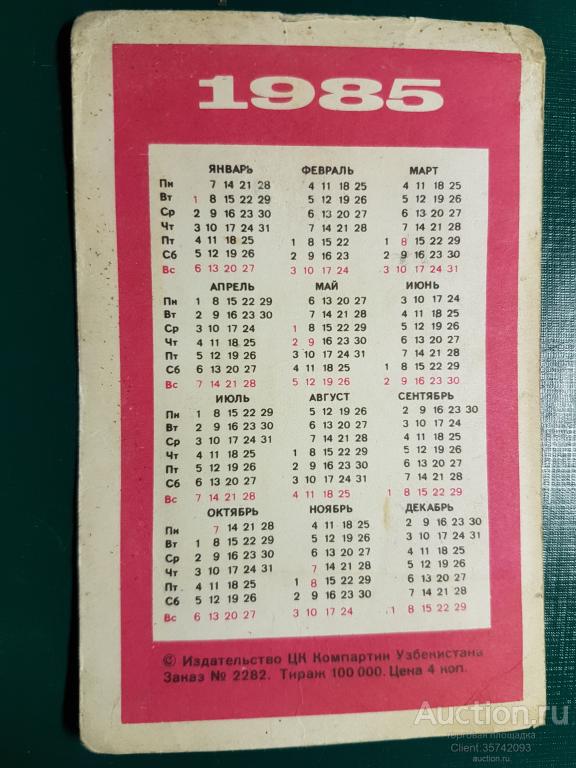 1985
ЯНВАРЬ ФЕВРАЛЬ МАРТ
Пн 7 14 21 28 4 11 18 25 4 11 18 25
Вт 1 8 15 22 29 5 12 19 26 5 12 19 26
Ср 2 9 16 23 30 6 13 20 27 6 13 20 27
Чт 3 10 17 24 31 7 14 21 28 7 14 21 28
Пт 4 11 18 25 1 8 15 22 1 8 15 22 29
Сб 5 12 19 26 2 9 16 23 2 9 16 23 30
Вс 6 13 20 27 3 10 17 24 3 10 17 24 31
АПРЕЛЬ МАЙ ИЮНЬ
Пн 1 8 15 22 29 6 13 20 27 3 10 17 24
Вт 2 9 16 23 30 7 14 21 28 4 11 18 25
Ср 3 10 17 24 1 8 15 22 29 5 12 19 26
Чт 4 11 18 25 2 9 16 23 30 6 13 20 27
Пт 5 12 19 26 3 10 17 24 31 7 14 21 28
Сб 6 13 20 27 4 11 18 25 1 8 15 22 29
Вс 7 14 21 28 5 12 19 26 2 9 16 23 30
ИЮЛЬ АВГУСТ СЕНТЯБРЬ
Пн 1 8 15 22 29 5 12 19 26 2 9 16 23 30
Вт 2 9 16 23 30 6 13 20 27 3 10 17 24
Ср 3 10 17 24 31 7 14 21 28 4 11 18 25
Чт 4 11 18 25 1 8 15 22 29 5 12 19 26
Пт 5 12 19 26 2 9 16 23 30 6 13 20 27
Сб 6 13 20 27 3 10 17 24 31 7 14 21 28
Вс 7 14 21 28 4 11 18 25 1 8 15 22 29
ОКТЯБРЬ НОЯБРЬ ДЕКАБРЬ
Пн 7 14 21 28 4 11 18 25 2 9 16 23 30
Вт 1 8 15 22 29 5 12 19 26 3 10 17 24 31
Ср 2 9 16 23 30 6 13 20 27 4 11 18 25
Чт 3 10 17 24 31 7 14 21 28 5 12 19 26
Пт 4 11 18 25 1 8 15 22 29 6 13 20 27
Сб 5 12 19 26 2 9 16 23 30 7 14 21 28
Вс 6 13 20 27 3 10 17 24 1 8 15 22 29
© Издательство ЦК Компартии Узбекистана
Заказ № 2282. Тираж 100 000. Цена 4 коп.
Аукцион.ru
Торговая площадка
Client:35742093
auction.ru